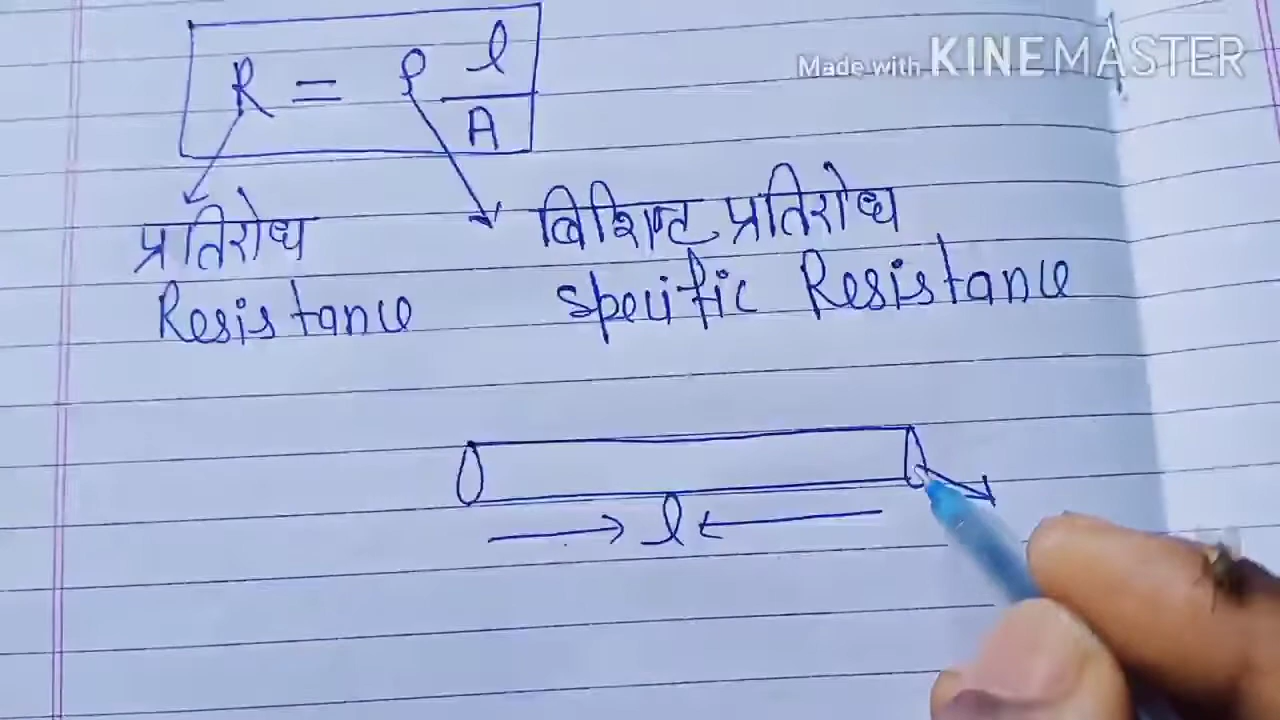 Made with KINEMASTER
R = ρ l / A
प्रतिरोध
Resistance
विशिष्ट प्रतिरोध
specific Resistance
l